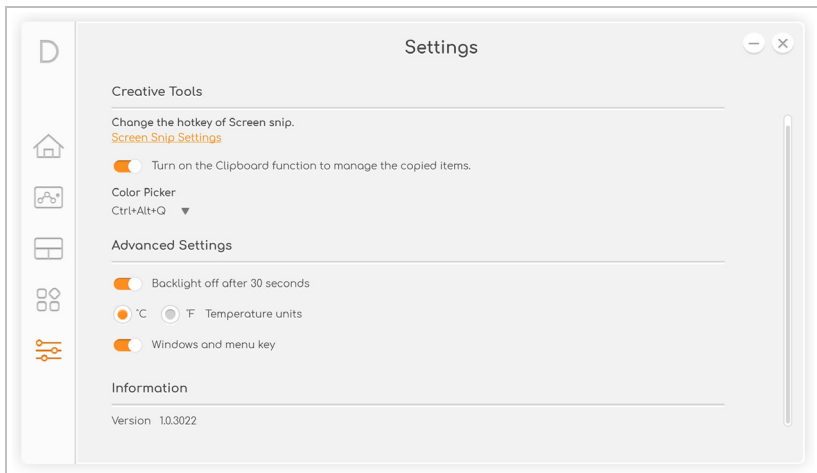 D
Settings
Creative Tools
Change the hotkey of Screen snip.
Screen Snip Settings
Turn on the Clipboard function to manage the copied items.
Color Picker
Ctrl+Alt+Q
Advanced Settings
Backlight off after 30 seconds
°C °F Temperature units
Windows and menu key
Information
Version 1.0.3022